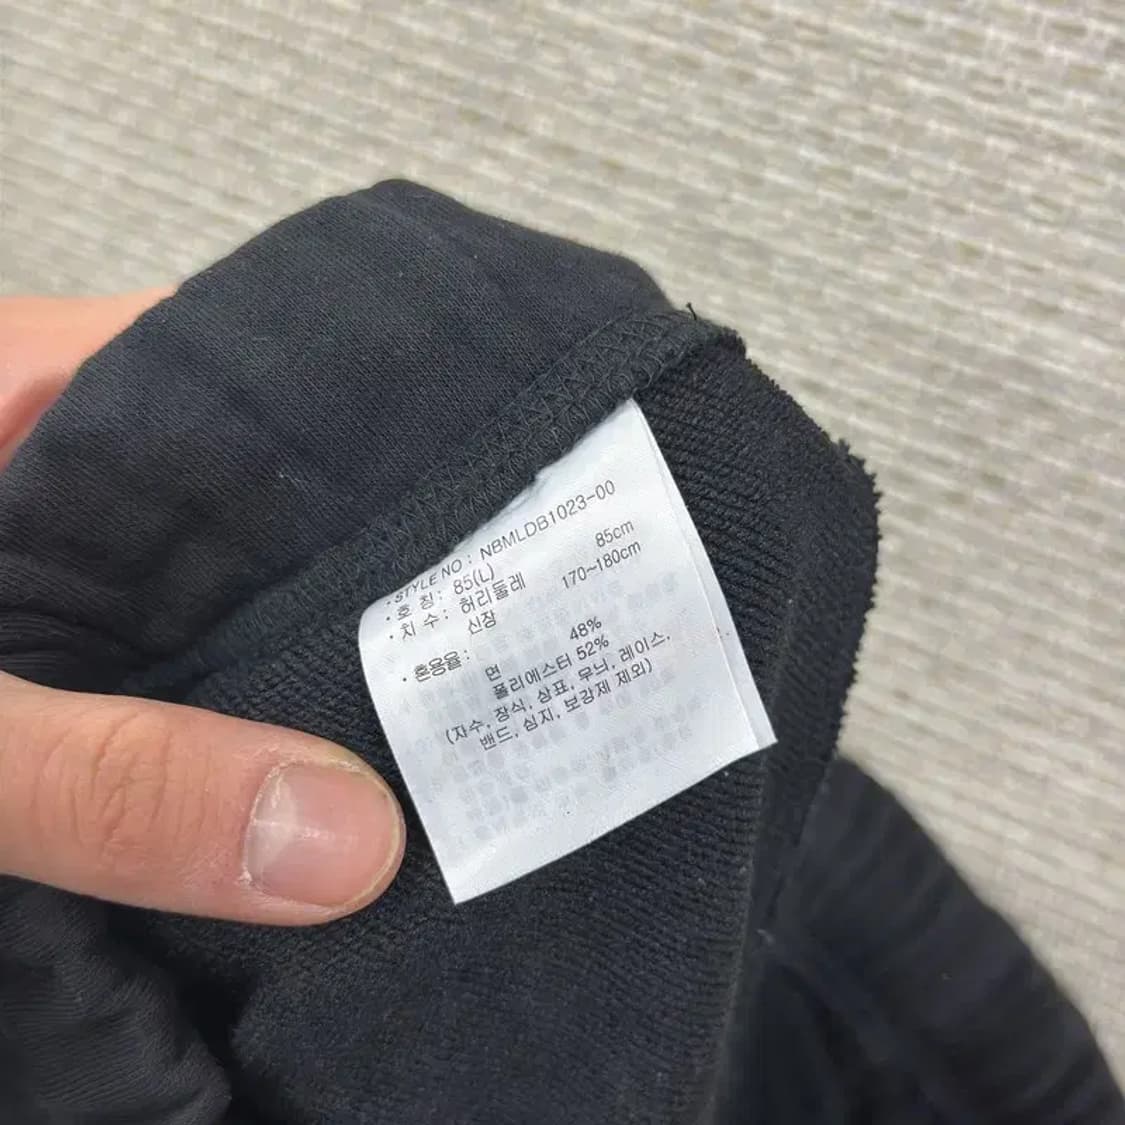 · STYLE NO : NBMLDB1023-00
· 호 칭 : 85(L)
· 치 수 : 허리둘레 85cm
신장 170~180cm
· 혼용율 : 면 48%
폴리에스터 52%
(자수, 장식, 상표, 무늬, 레이스,
밴드, 심지, 보강제 제외)